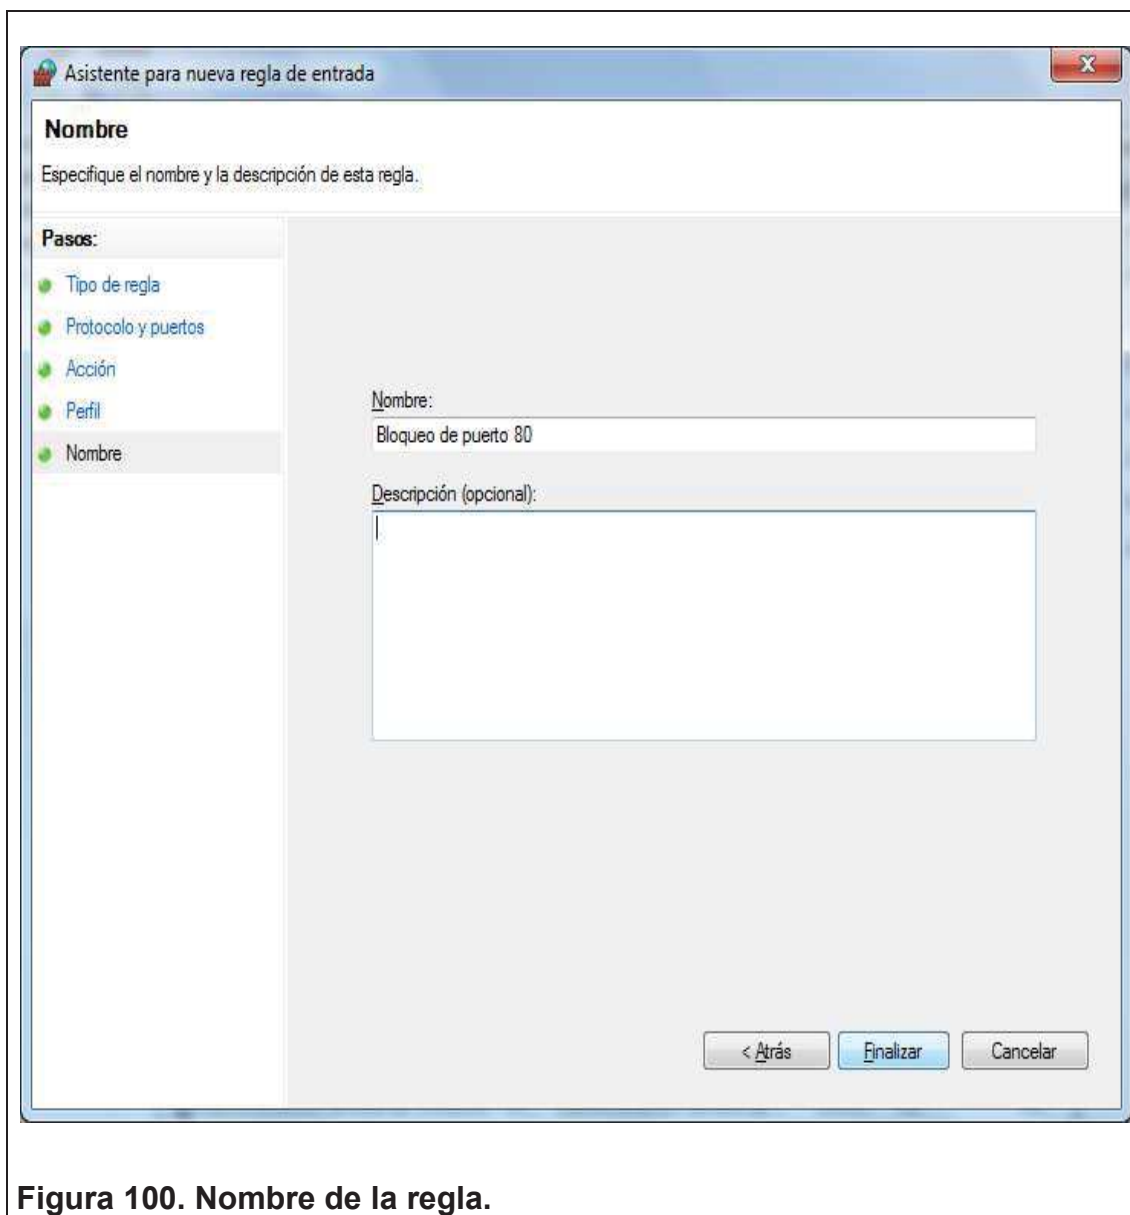 Asistente para nueva regla de entrada
Nombre
Especifique el nombre y la descripción de esta regla.
Pasos:
Tipo de regla
Protocolo y puertos
Acción
Perfil
Nombre
Nombre:
Bloqueo de puerto 80
Descripción (opcional):
< Atrás
Finalizar
Cancelar
Figura 100. Nombre de la regla.